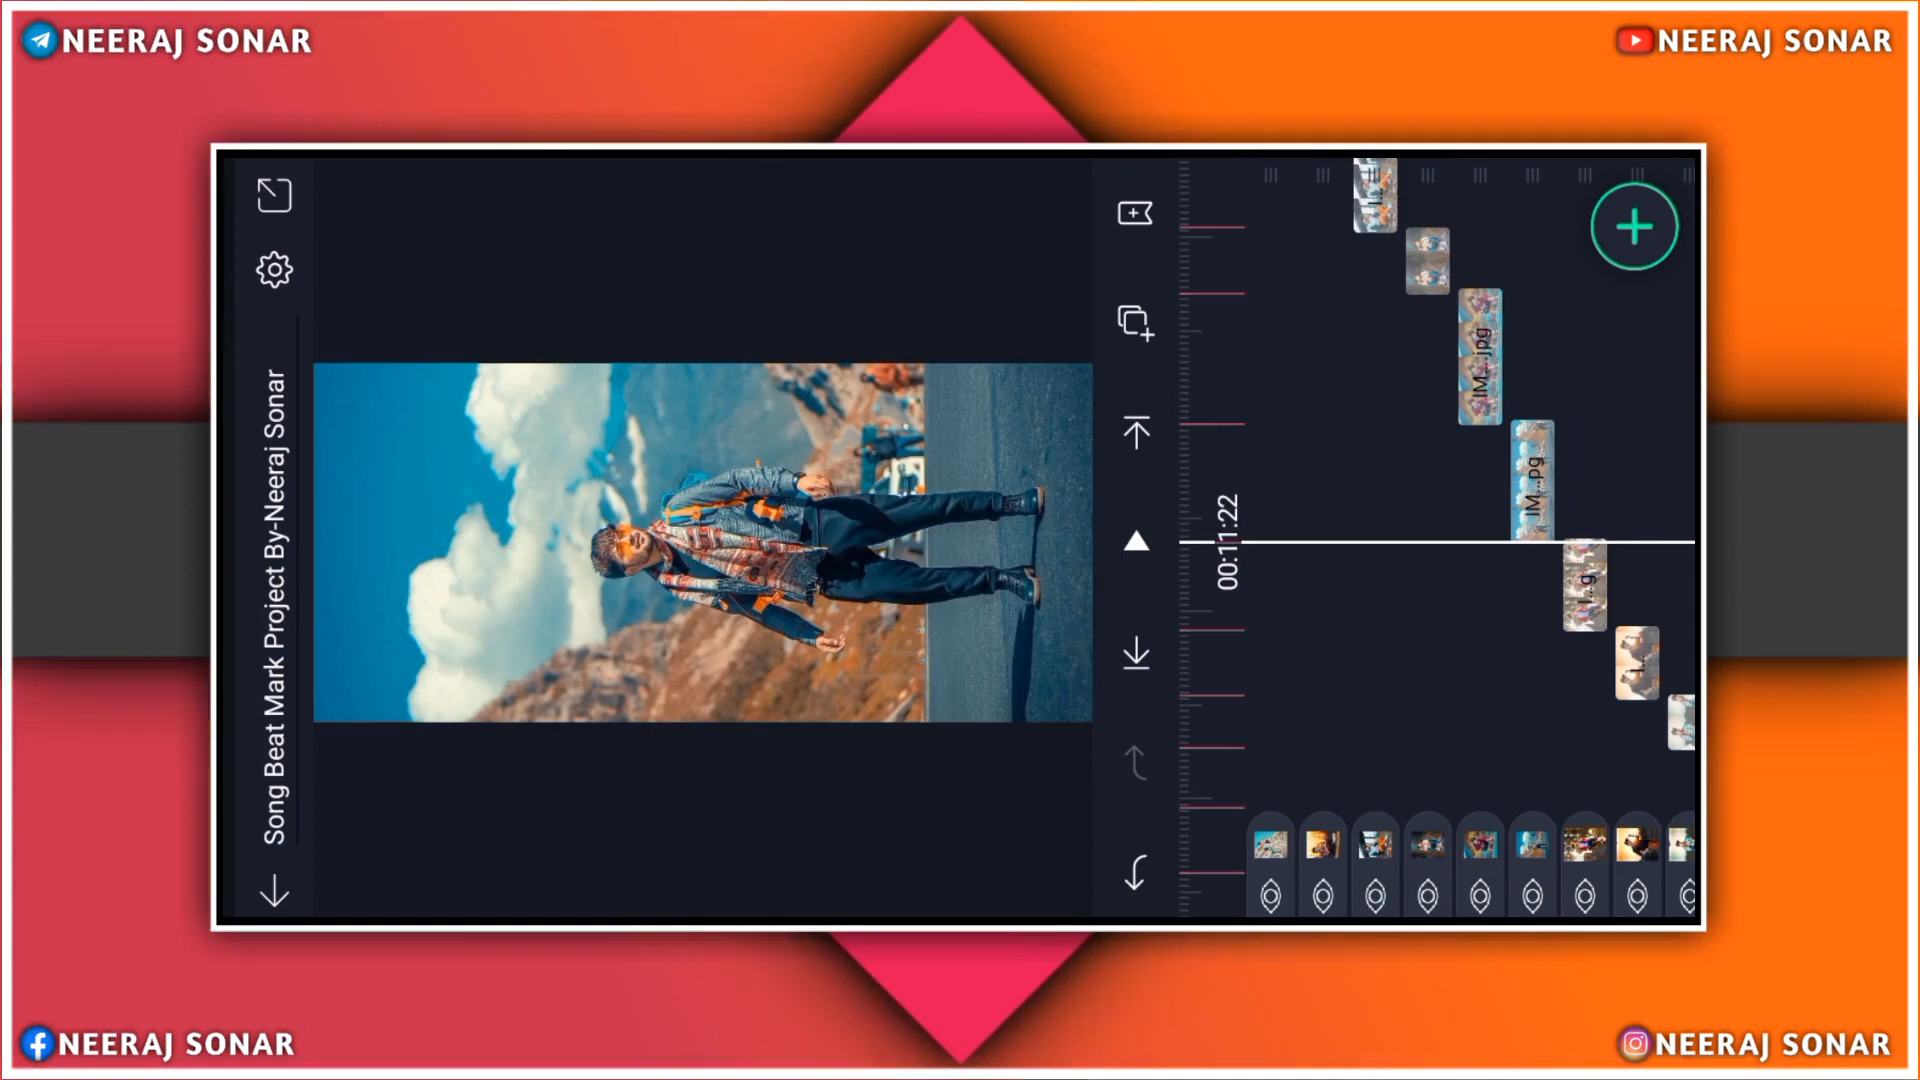 NEERAJ SONAR
NEERAJ SONAR
Song Beat Mark Project By-Neeraj Sonar
00:11:22
I...
IM...jpg
IM...pg
I...g
I...
NEERAJ SONAR
NEERAJ SONAR